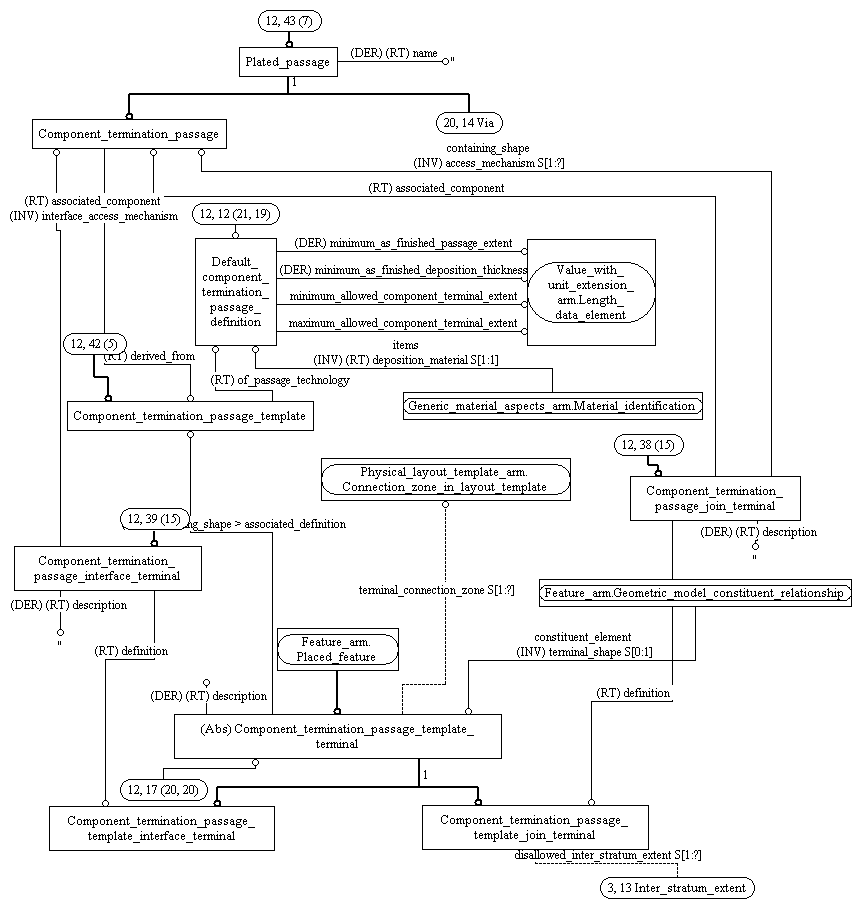 12, 43 (7)
(DER) (RT) name
"
Plated_passage
1
20, 14 Via
Component_termination_passage
containing_shape
(INV) access_mechanism S[1:?]
(RT) associated_component
(RT) associated_component
(INV) interface_access_mechanism
12, 12 (21, 19)
Default_
component_
termination_
passage_
definition
(DER) minimum_as_finished_passage_extent
(DER) minimum_as_finished_deposition_thickness
minimum_allowed_component_terminal_extent
maximum_allowed_component_terminal_extent
Value_with_
unit_extension_
arm.Length_
data_element
12, 42 (5)
(RT) derived_from
items
(INV) (RT) deposition_material S[1:1]
(RT) of_passage_technology
Component_termination_passage_template
Generic_material_aspects_arm.Material_identification
12, 38 (15)
Physical_layout_template_arm.
Connection_zone_in_layout_template
Component_termination_
passage_join_terminal
12, 39 (15)
ng_shape > associated_definition
(DER) (RT) description
"
Component_termination_
passage_interface_terminal
terminal_connection_zone S[1:?]
Feature_arm.Geometric_model_constituent_relationship
(DER) (RT) description
"
(RT) definition
Feature_arm.
Placed_feature
constituent_element
(INV) terminal_shape S[0:1]
(DER) (RT) description
(RT) definition
(Abs) Component_termination_passage_template_
terminal
1
12, 17 (20, 20)
Component_termination_passage_
template_interface_terminal
Component_termination_passage_
template_join_terminal
disallowed_inter_stratum_extent S[1:?]
3, 13 Inter_stratum_extent